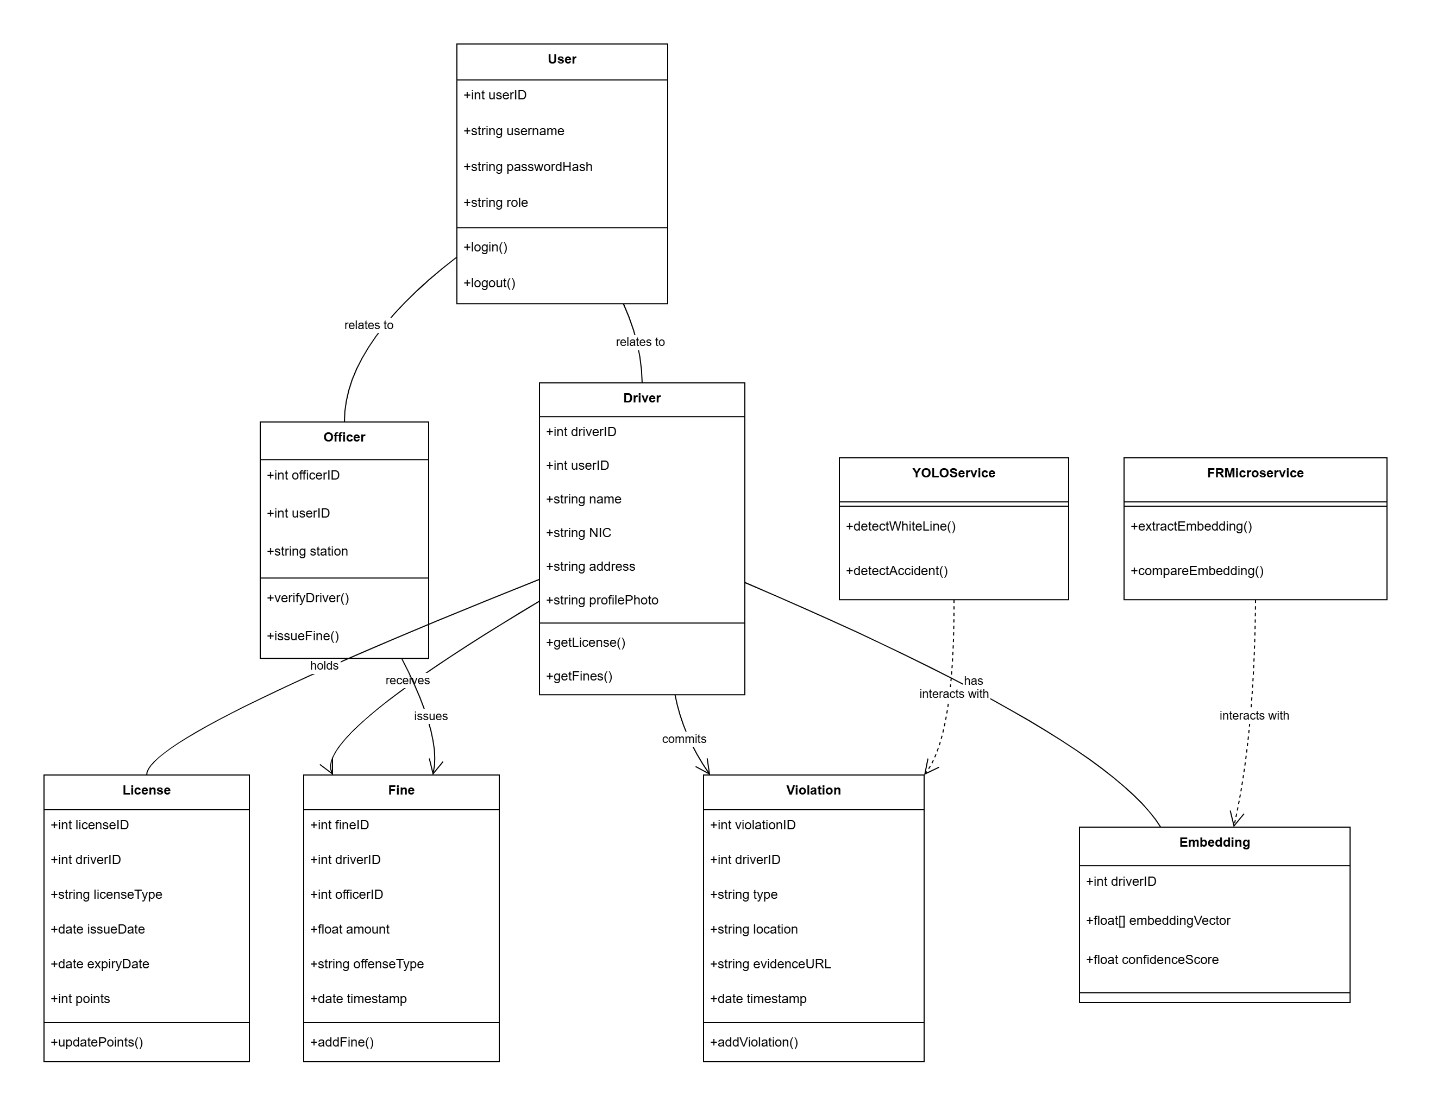 User
+int userID
+string username
+string passwordHash
+string role
+login()
+logout()
relates to
relates to
Officer
+int officerID
+int userID
+string station
+verifyDriver()
+issueFine()
Driver
+int driverID
+int userID
+string name
+string NIC
+string address
+string profilePhoto
+getLicense()
+getFines()
YOLOService
+detectWhiteLine()
+detectAccident()
FRMicroservice
+extractEmbedding()
+compareEmbedding()
holds
receives
issues
commits
has
interacts with
interacts with
License
+int licenseID
+int driverID
+string licenseType
+date issueDate
+date expiryDate
+int points
+updatePoints()
Fine
+int fineID
+int driverID
+int officerID
+float amount
+string offenseType
+date timestamp
+addFine()
Violation
+int violationID
+int driverID
+string type
+string location
+string evidenceURL
+date timestamp
+addViolation()
Embedding
+int driverID
+float[] embeddingVector
+float confidenceScore